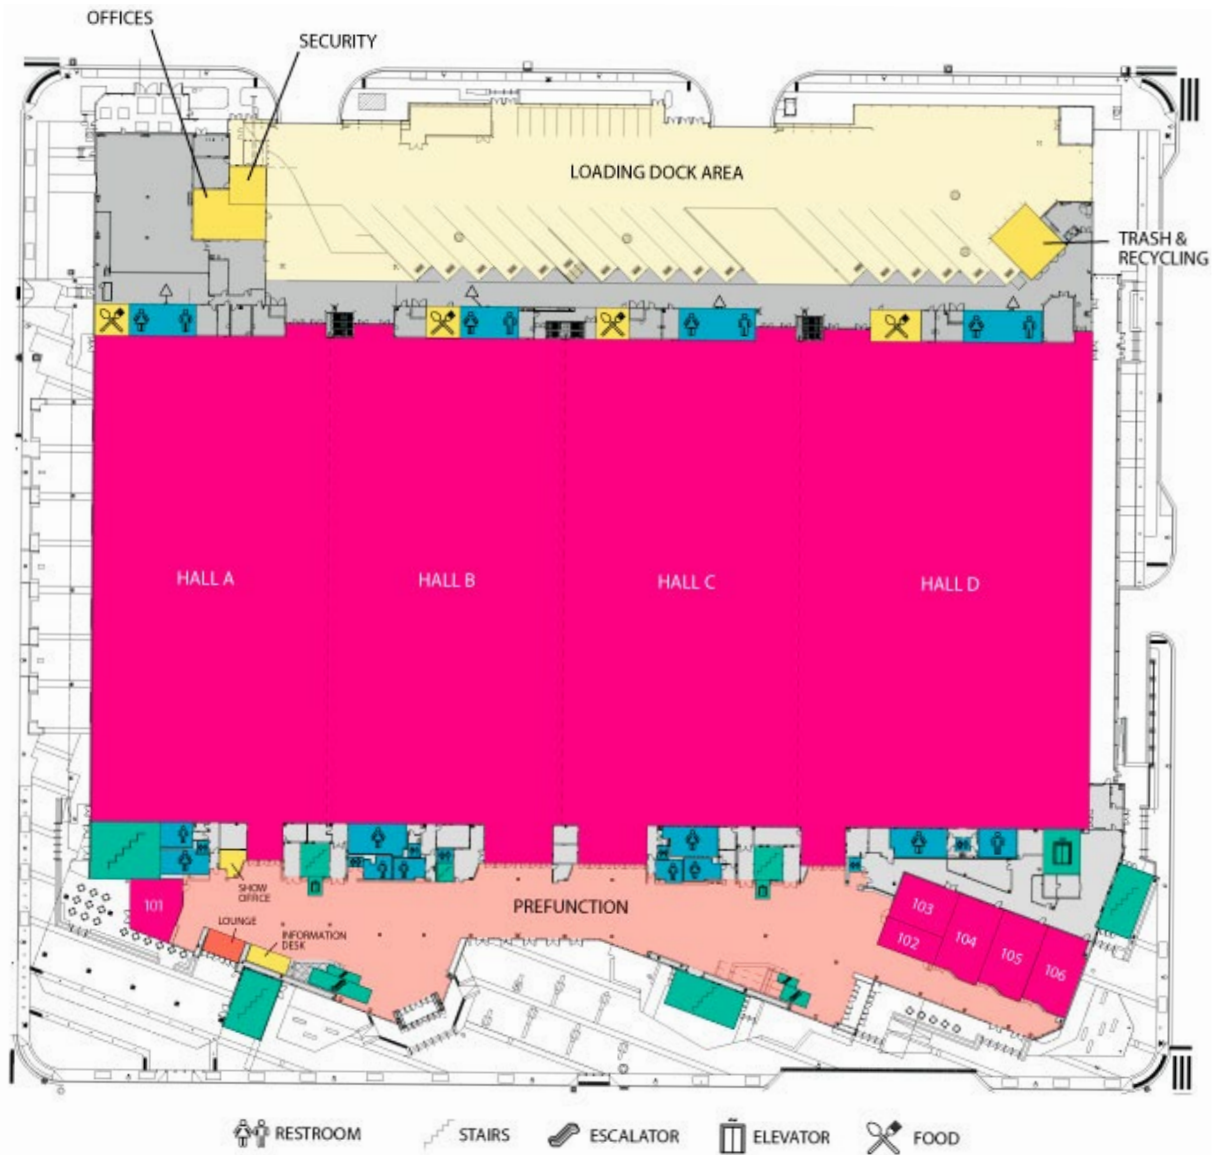 OFFICES
SECURITY
LOADING DOCK AREA
TRASH &
RECYCLING
HALL A
HALL B
HALL C
HALL D
SHOW
OFFICE
101
LOUNGE
INFORMATION
DESK
PREFUNCTION
103
102
104
105
106
RESTROOM
STAIRS
ESCALATOR
ELEVATOR
FOOD